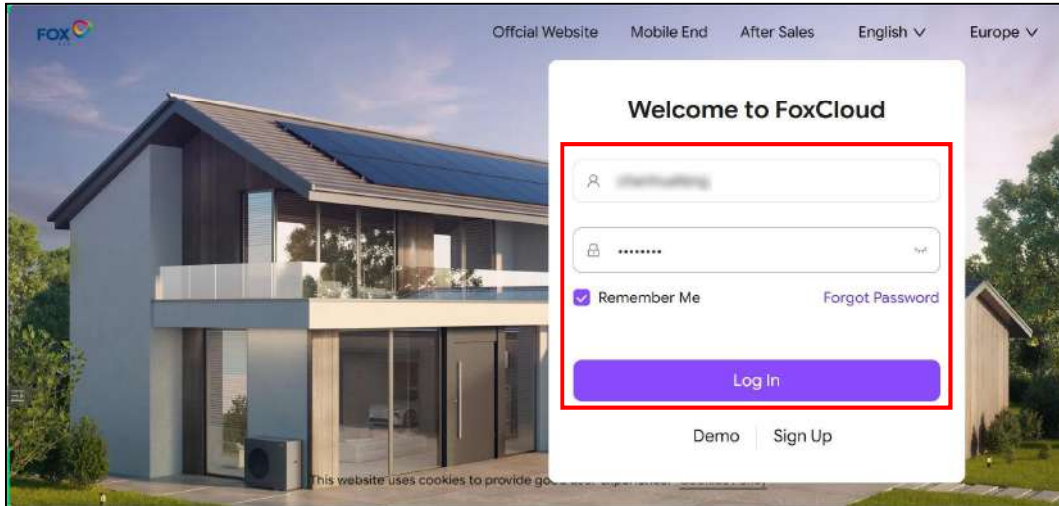 FOX
Offcial Website Mobile End After Sales English Europe
Welcome to FoxCloud
Remember Me Forgot Password
Log In
Demo Sign Up
This website uses cookies to provide